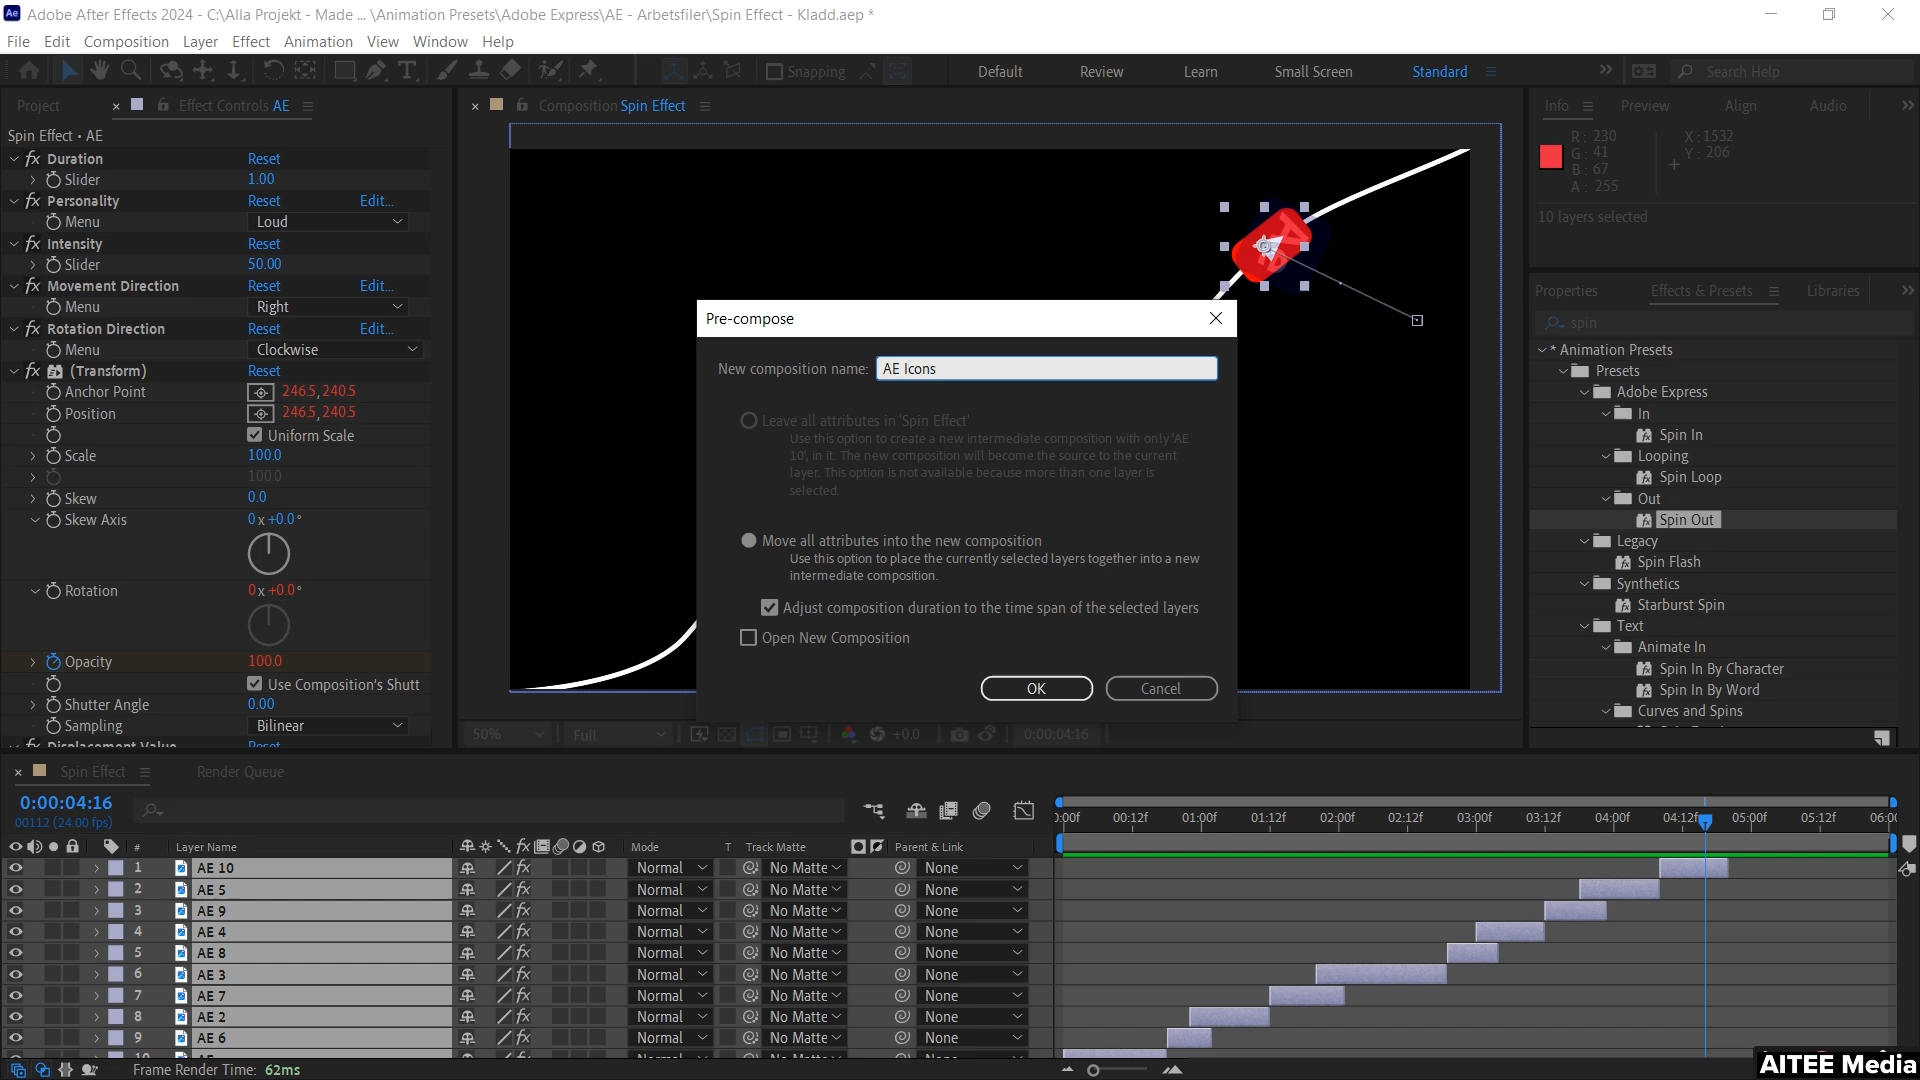 Adobe After Effects 2024 - C:\Alla Projekt - Made ... \Animation Presets\Adobe Express\AE - Arbetsfiler\Spin Effect - Kladd.aep *
File Edit Composition Layer Effect Animation View Window Help
Snapping Default Review Learn Small Screen Standard Search Help
Project Effect Controls AE
Composition Spin Effect
Info Preview Align Audio
Spin Effect • AE
Duration Reset
Slider 1.00
Personality Reset Edit...
Menu Loud
Intensity Reset
Slider 50.00
Movement Direction Reset Edit...
Menu Right
Rotation Direction Reset Edit...
Menu Clockwise
(Transform) Reset
Anchor Point 246.5, 240.5
Position 246.5, 240.5
Uniform Scale
Scale 100.0
100.0
Skew 0.0
Skew Axis 0 x +0.0°
Rotation 0 x +0.0°
Opacity 100.0
Use Composition's Shutt
Shutter Angle 0.00
Sampling Bilinear
Displacement Value Reset
Pre-compose
New composition name: AE Icons
Leave all attributes in 'Spin Effect'
Use this option to create a new intermediate composition with only 'AE
10', in it. The new composition will become the source to the current
layer. This option is not available because more than one layer is
selected.
Move all attributes into the new composition
Use this option to place the currently selected layers together into a new
intermediate composition.
Adjust composition duration to the time span of the selected layers
Open New Composition
OK Cancel
50% Full +0.0 0:00:04:16
R: 230
G: 41
B: 67
A: 255
X: 1532
Y: 206
10 layers selected
Properties Effects & Presets Libraries
spin
* Animation Presets
Presets
Adobe Express
In
Spin In
Looping
Spin Loop
Out
Spin Out
Legacy
Spin Flash
Synthetics
Starburst Spin
Text
Animate In
Spin In By Character
Spin In By Word
Curves and Spins
Spin Effect Render Queue
0:00:04:16
00112 (24.00 fps)
0:00f 00:12f 01:00f 01:12f 02:00f 02:12f 03:00f 03:12f 04:00f 04:12f 05:00f 05:12f 06:00
# Layer Name Mode T Track Matte Parent & Link
1 AE 10 Normal No Matte None
2 AE 5 Normal No Matte None
3 AE 9 Normal No Matte None
4 AE 4 Normal No Matte None
5 AE 8 Normal No Matte None
6 AE 3 Normal No Matte None
7 AE 7 Normal No Matte None
8 AE 2 Normal No Matte None
9 AE 6 Normal No Matte None
Frame Render Time: 62ms
AITEE Media